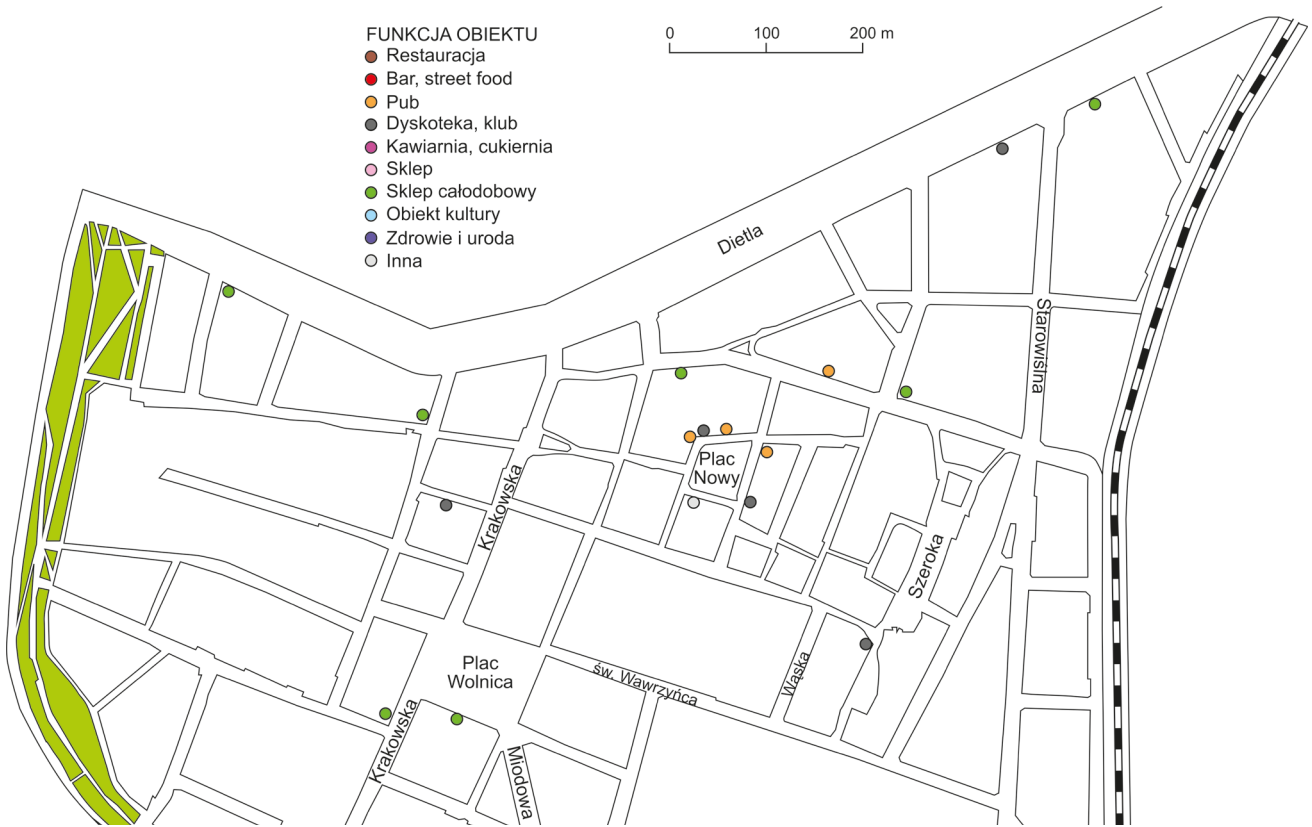 FUNKCJA OBIEKTU
Restauracja
Bar, street food
Pub
Dyskoteka, klub
Kawiarnia, cukiernia
Sklep
Sklep całodobowy
Obiekt kultury
Zdrowie i uroda
Inna
0 100 200 m
Dietla
Starowiślna
Plac
Nowy
Krakowska
Szeroka
Plac
Wolnica
św. Wawrzyńca
Wąska
Krakowska
Miodowa